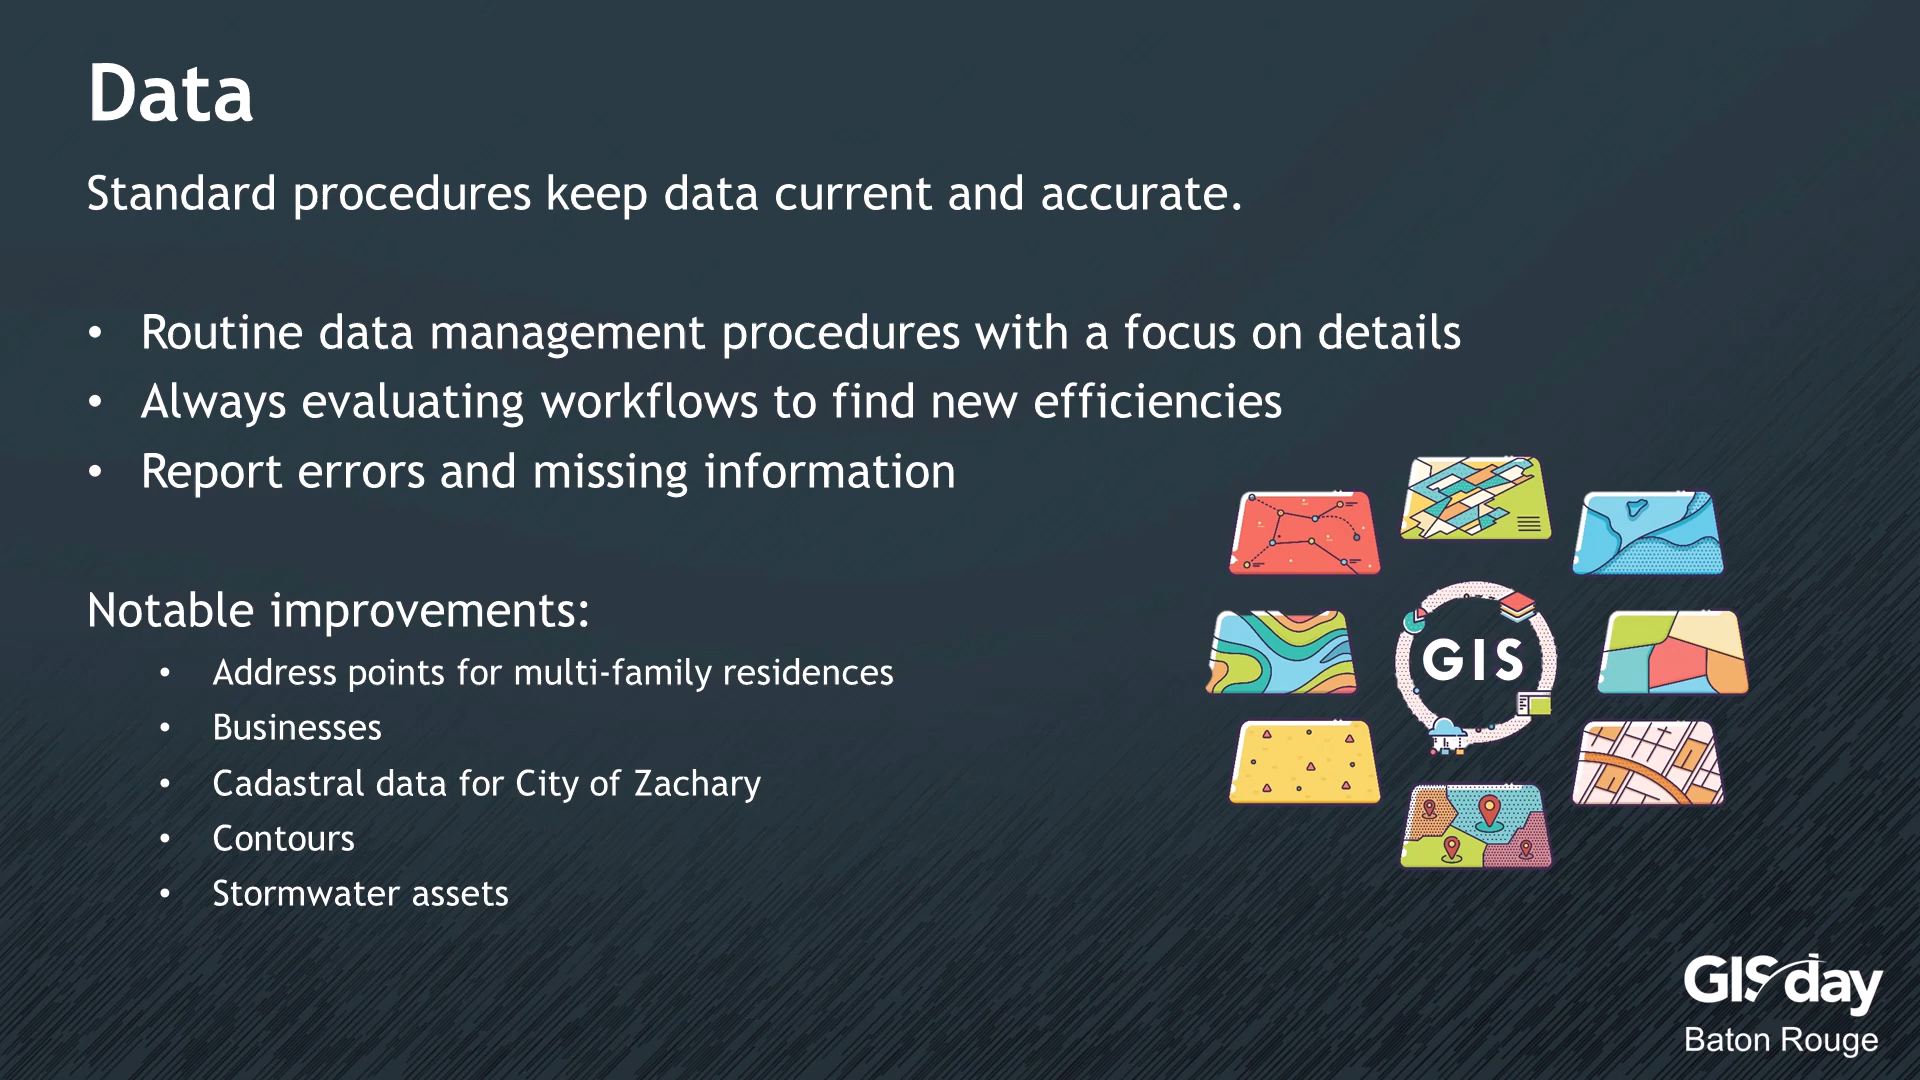 Data
Standard procedures keep data current and accurate.
• Routine data management procedures with a focus on details
• Always evaluating workflows to find new efficiencies
• Report errors and missing information
Notable improvements:
• Address points for multi-family residences
• Businesses
• Cadastral data for City of Zachary
• Contours
• Stormwater assets
GIS
GISday
Baton Rouge